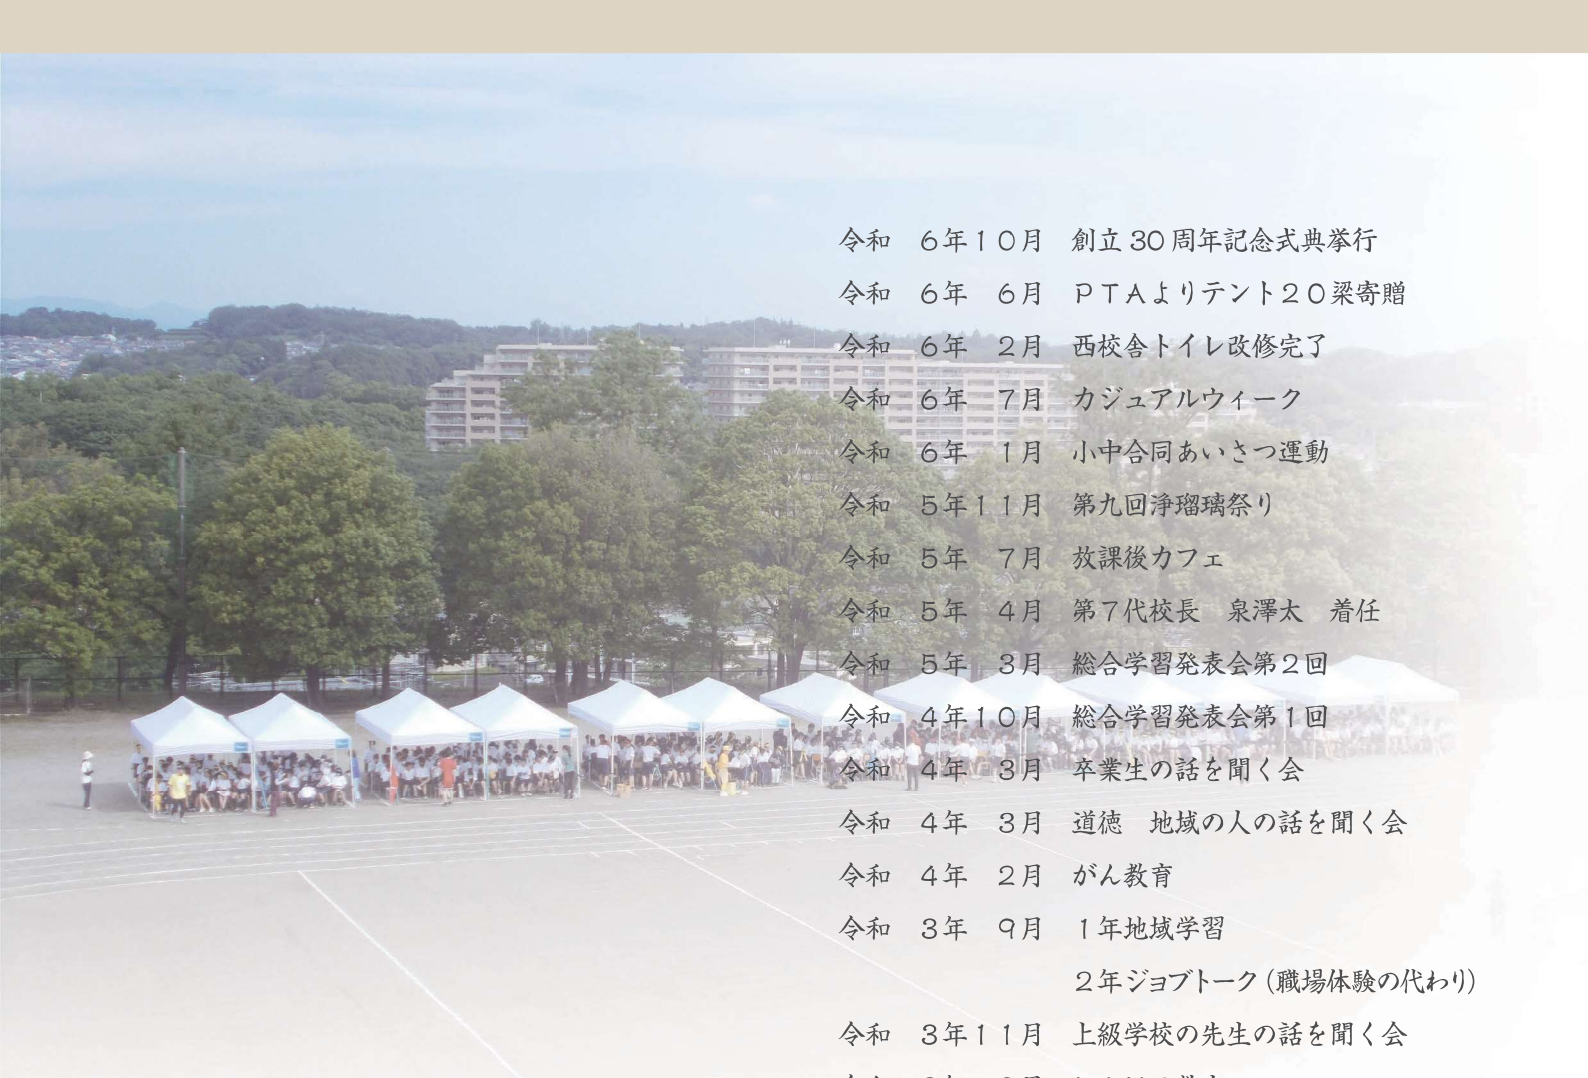 令和　６年１０月　創立 30 周年記念式典挙行
令和　６年　６月　ＰＴＡよりテント２０梁寄贈
令和　６年　２月　西校舎トイレ改修完了
令和　６年　７月　カジュアルウィーク
令和　６年　１月　小中合同あいさつ運動
令和　５年１１月　第九回浄瑠璃祭り
令和　５年　７月　放課後カフェ
令和　５年　４月　第７代校長　泉澤太　着任
令和　５年　３月　総合学習発表会第２回
令和　４年１０月　総合学習発表会第１回
令和　４年　３月　卒業生の話を聞く会
令和　４年　３月　道徳　地域の人の話を聞く会
令和　４年　２月　がん教育
令和　３年　９月　１年地域学習
２年ジョブトーク（職場体験の代わり）
令和　３年１１月　上級学校の先生の話を聞く会